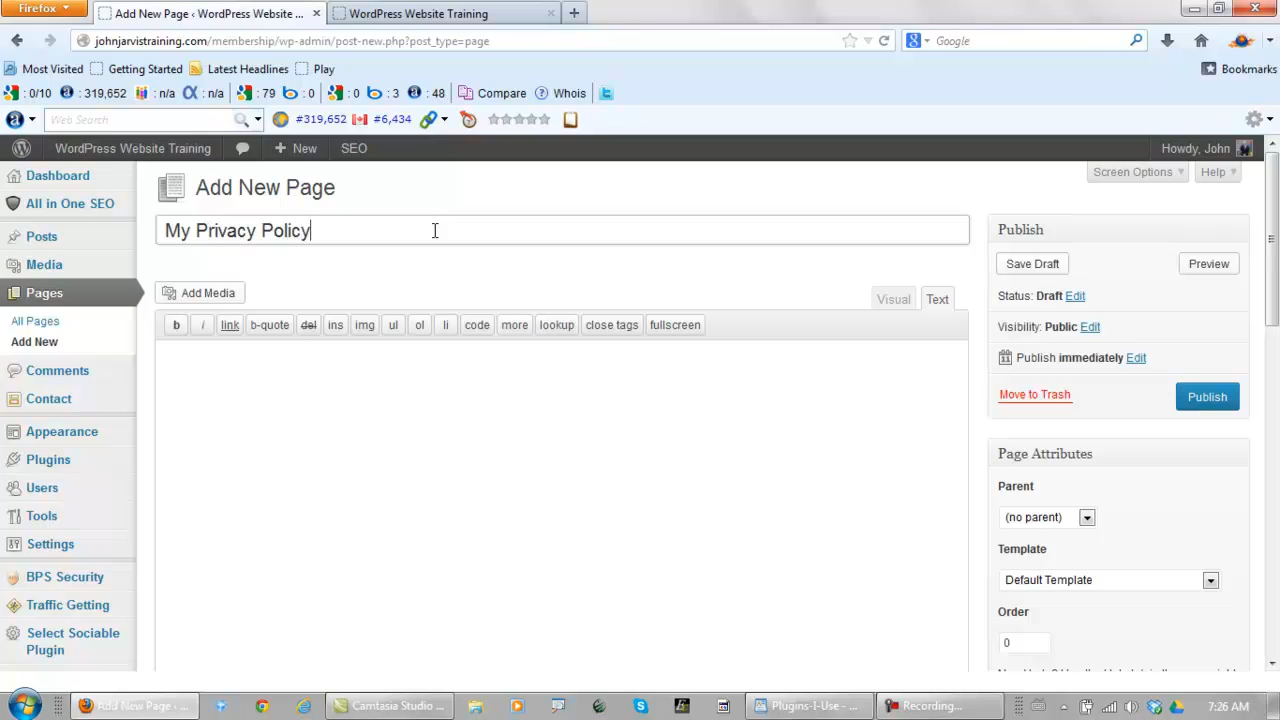 Firefox
Add New Page ‹ WordPress Website ... ×
WordPress Website Training ×
johnjarvistraining.com/membership/wp-admin/post-new.php?post_type=page
Google
Most Visited Getting Started Latest Headlines Play
Bookmarks
: 0/10 : 319,652 : n/a : n/a : 79 : 0 : 0 : 3 : 48 Compare Whois
Web Search #319,652 #6,434
WordPress Website Training + New SEO
Howdy, John
Dashboard
All in One SEO
Posts
Media
Pages
All Pages
Add New
Comments
Contact
Appearance
Plugins
Users
Tools
Settings
BPS Security
Traffic Getting
Select Sociable
Plugin
Screen Options Help
Add New Page
My Privacy Policy
Add Media
Visual Text
b i link b-quote del ins img ul ol li code more lookup close tags fullscreen
Publish
Save Draft Preview
Status: Draft Edit
Visibility: Public Edit
Publish immediately Edit
Move to Trash Publish
Page Attributes
Parent
(no parent)
Template
Default Template
Order
0
Add New Page ‹ ...
Camtasia Studio ...
Plugins-I-Use - ...
Recording...
7:26 AM